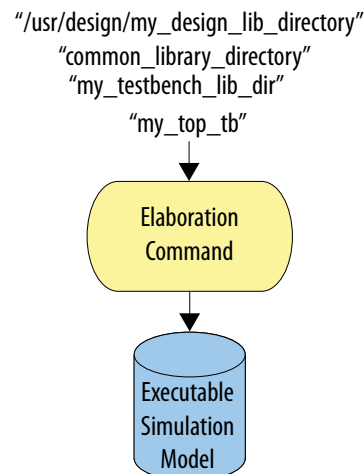 “/usr/design/my_design_lib_directory”
“common_library_directory”
“my_testbench_lib_dir”
“my_top_tb”
Elaboration
Command
Executable
Simulation
Model